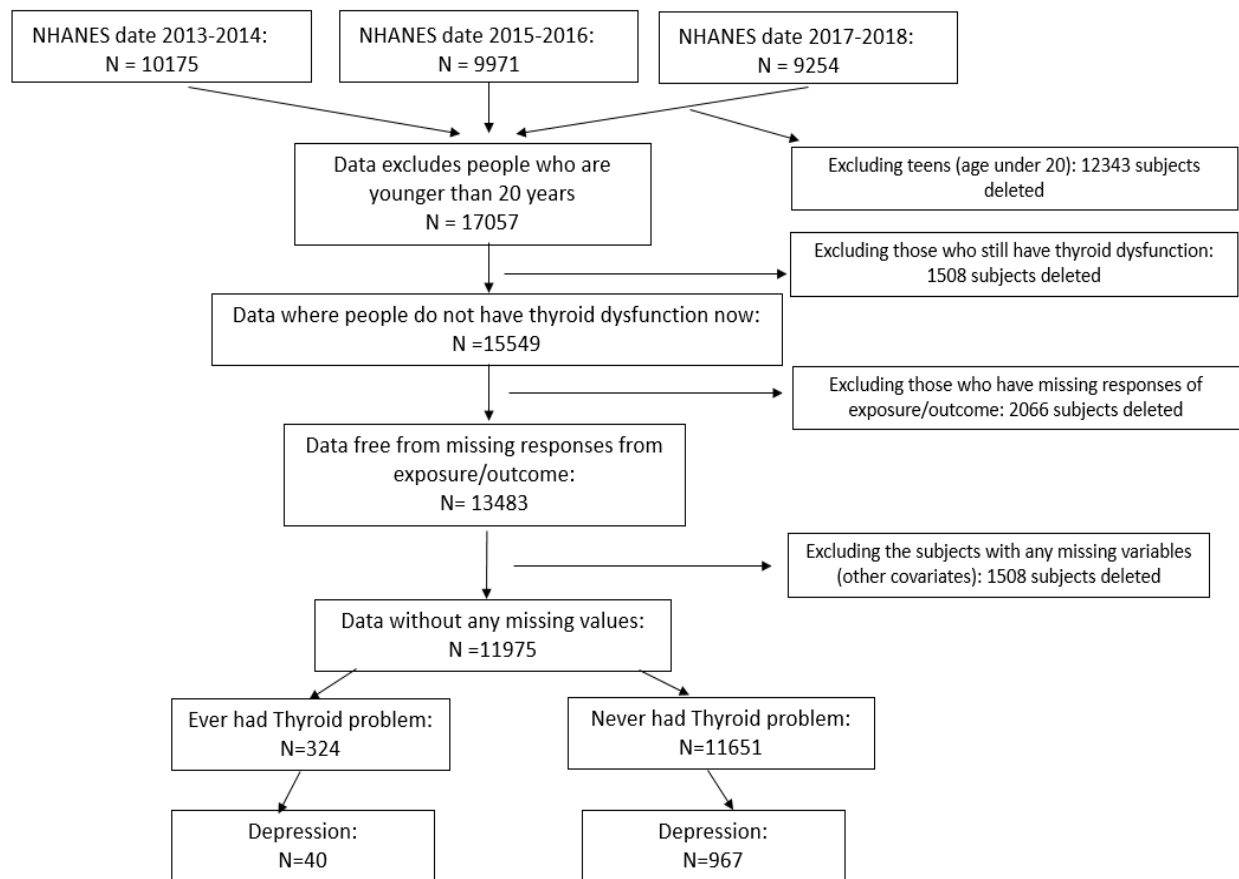 NHANES date 2013-2014:
N = 10175
NHANES date 2015-2016:
N = 9971
NHANES date 2017-2018:
N = 9254
Data excludes people who are
younger than 20 years
N = 17057
Excluding teens (age under 20): 12343 subjects
deleted
Excluding those who still have thyroid dysfunction:
1508 subjects deleted
Data where people do not have thyroid dysfunction now:
N =15549
Excluding those who have missing responses of
exposure/outcome: 2066 subjects deleted
Data free from missing responses from
exposure/outcome:
N= 13483
Excluding the subjects with any missing variables
(other covariates): 1508 subjects deleted
Data without any missing values:
N =11975
Ever had Thyroid problem:
N=324
Never had Thyroid problem:
N=11651
Depression:
N=40
Depression:
N=967